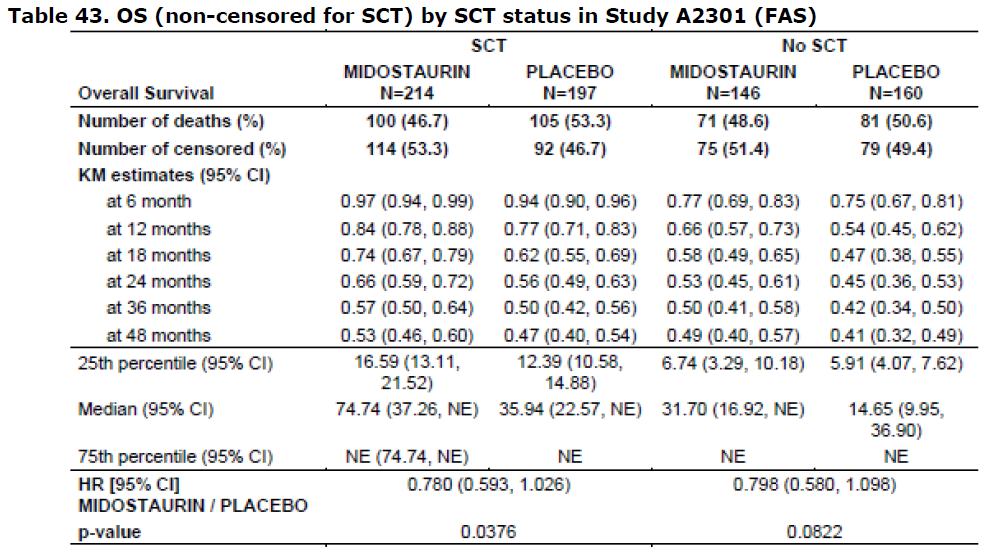 Table 43. OS (non-censored for SCT) by SCT status in Study A2301 (FAS)
SCT No SCT
MIDOSTAURIN PLACEBO MIDOSTAURIN PLACEBO
Overall Survival N=214 N=197 N=146 N=160
Number of deaths (%) 100 (46.7) 105 (53.3) 71 (48.6) 81 (50.6)
Number of censored (%) 114 (53.3) 92 (46.7) 75 (51.4) 79 (49.4)
KM estimates (95% CI)
at 6 month 0.97 (0.94, 0.99) 0.94 (0.90, 0.96) 0.77 (0.69, 0.83) 0.75 (0.67, 0.81)
at 12 months 0.84 (0.78, 0.88) 0.77 (0.71, 0.83) 0.66 (0.57, 0.73) 0.54 (0.45, 0.62)
at 18 months 0.74 (0.67, 0.79) 0.62 (0.55, 0.69) 0.58 (0.49, 0.65) 0.47 (0.38, 0.55)
at 24 months 0.66 (0.59, 0.72) 0.56 (0.49, 0.63) 0.53 (0.45, 0.61) 0.45 (0.36, 0.53)
at 36 months 0.57 (0.50, 0.64) 0.50 (0.42, 0.56) 0.50 (0.41, 0.58) 0.42 (0.34, 0.50)
at 48 months 0.53 (0.46, 0.60) 0.47 (0.40, 0.54) 0.49 (0.40, 0.57) 0.41 (0.32, 0.49)
25th percentile (95% CI) 16.59 (13.11, 12.39 (10.58, 6.74 (3.29, 10.18) 5.91 (4.07, 7.62)
21.52) 14.88)
Median (95% CI) 74.74 (37.26, NE) 35.94 (22.57, NE) 31.70 (16.92, NE) 14.65 (9.95,
36.90)
75th percentile (95% CI) NE (74.74, NE) NE NE NE
HR [95% CI] 0.780 (0.593, 1.026) 0.798 (0.580, 1.098)
MIDOSTAURIN / PLACEBO
p-value 0.0376 0.0822